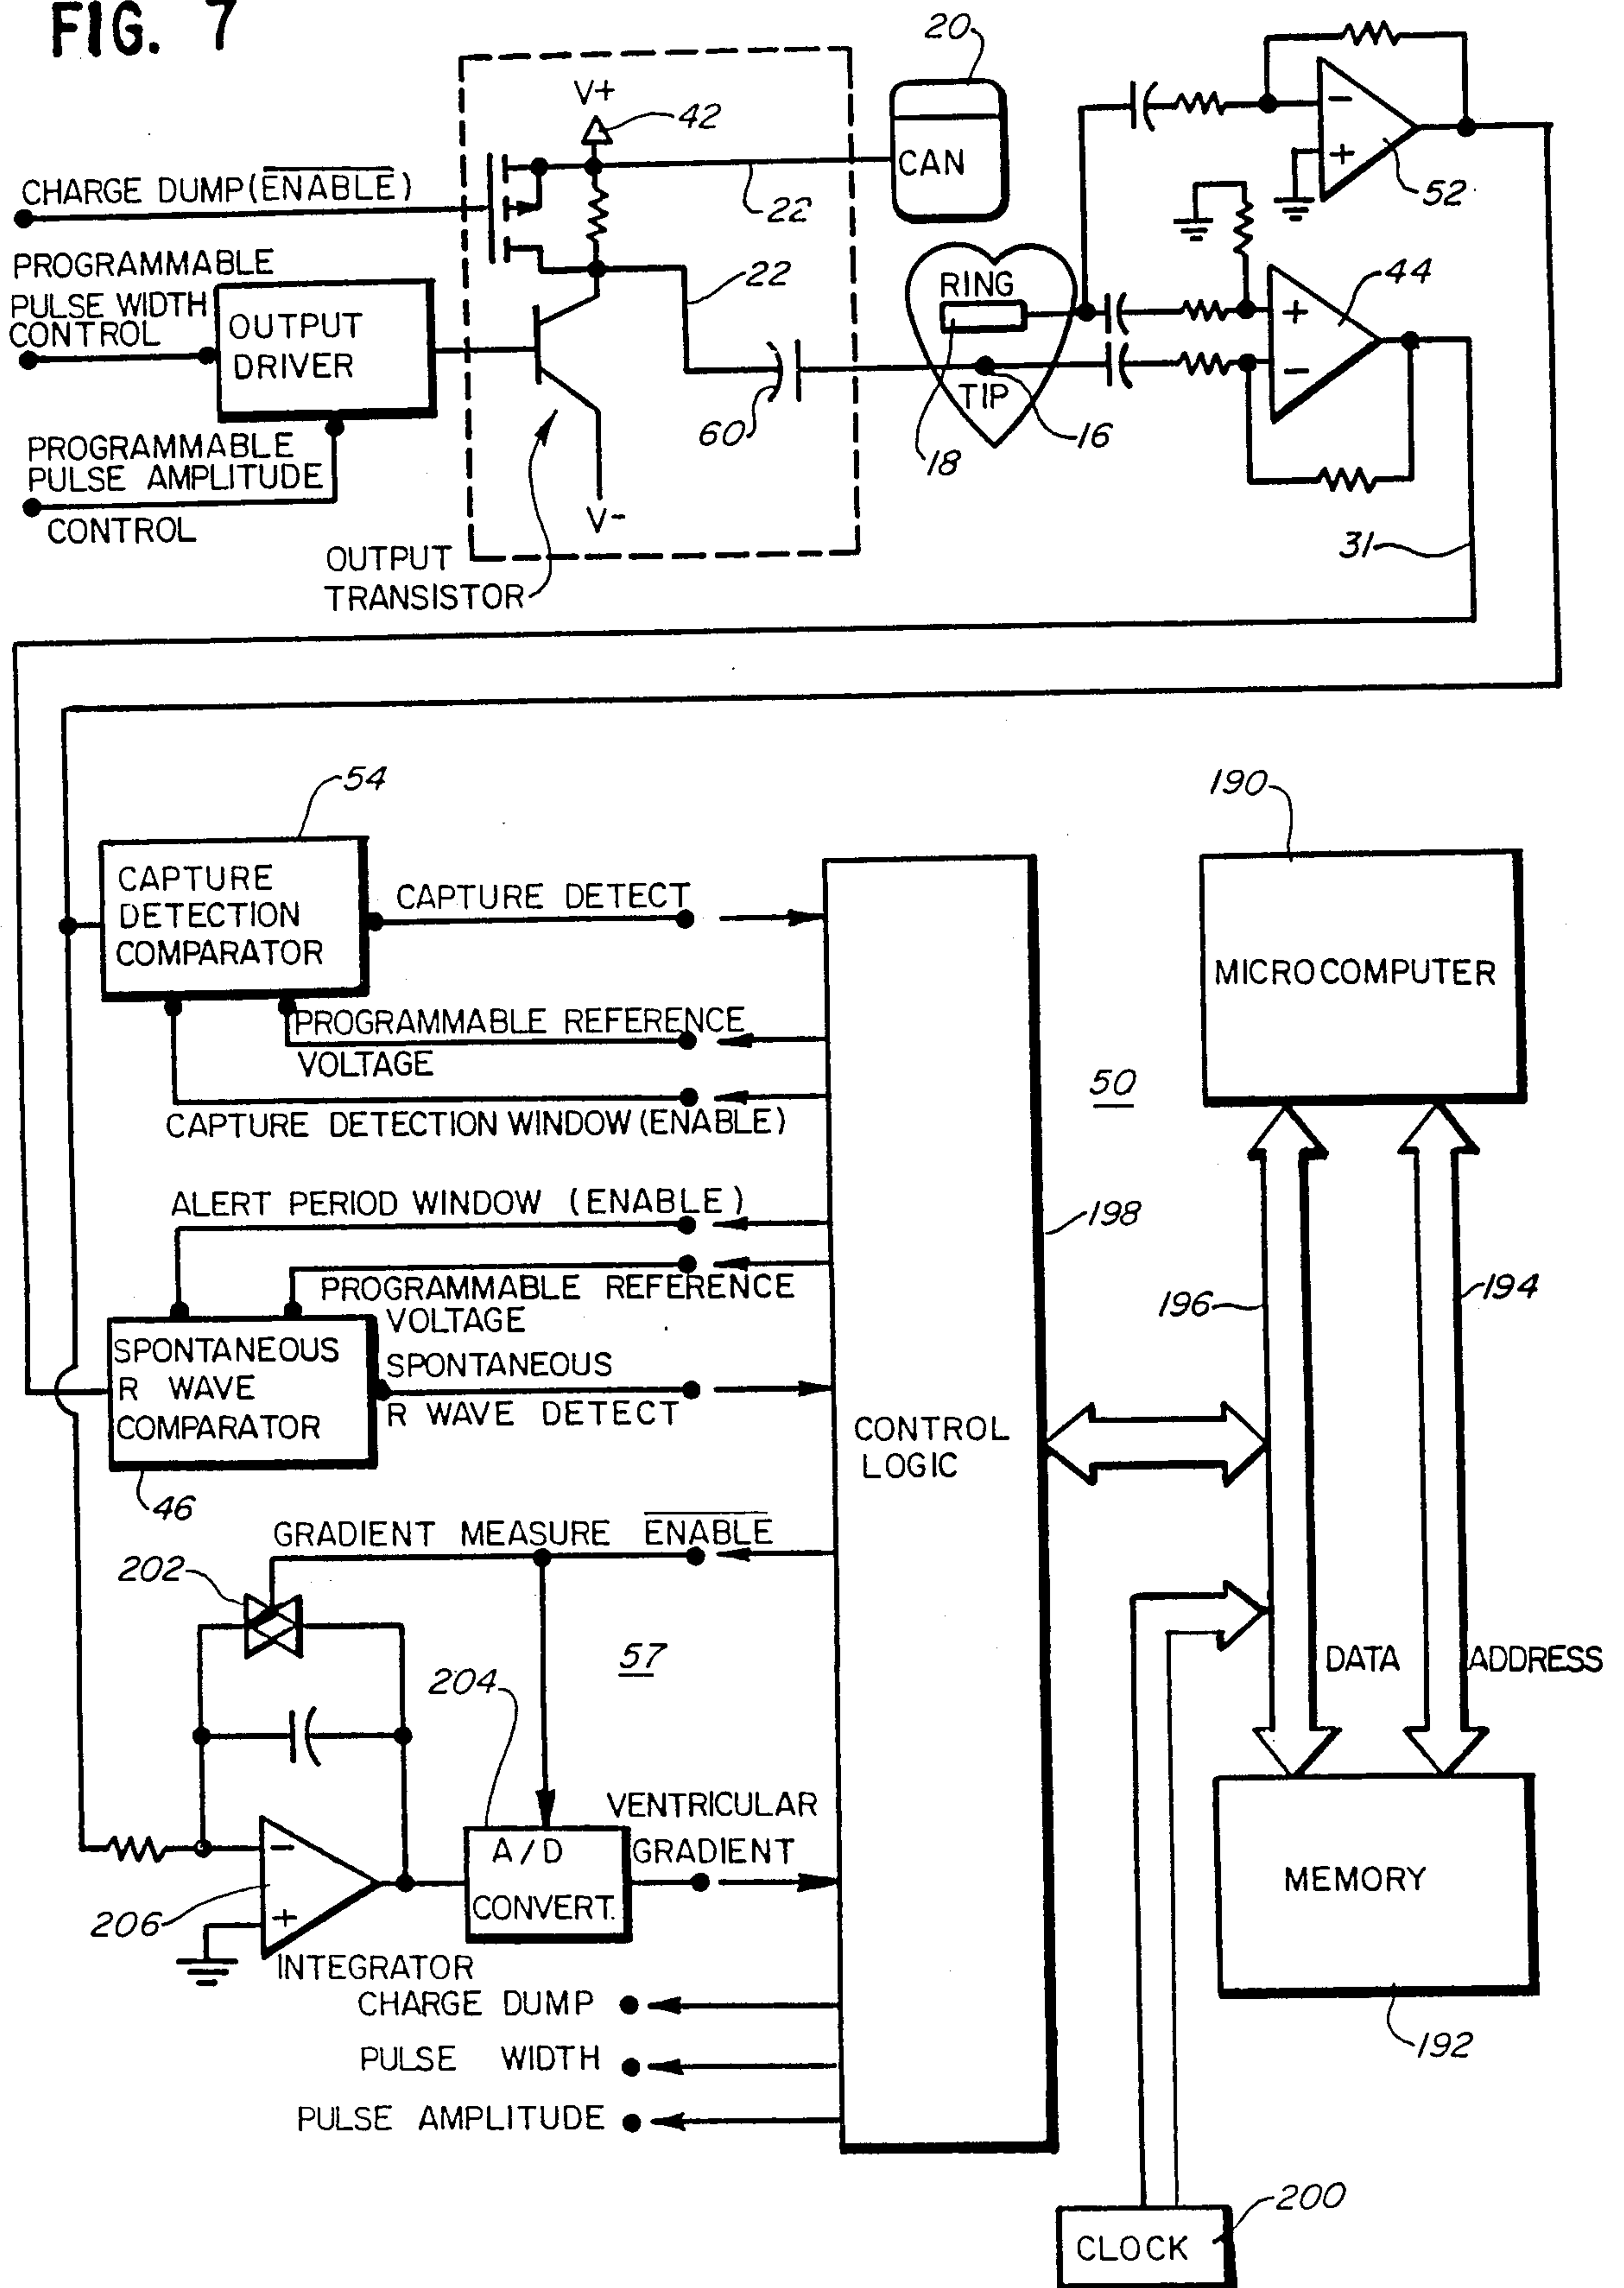 FIG. 7
20
V+
42
CAN
52
CHARGE DUMP (ENABLE)
22
44
PROGRAMMABLE
PULSE WIDTH
CONTROL
OUTPUT
DRIVER
22
RING
+
−
−
+
TIP
60
18
16
PROGRAMMABLE
PULSE AMPLITUDE
CONTROL
V-
31
OUTPUT
TRANSISTOR
54
190
CAPTURE
DETECTION
COMPARATOR
CAPTURE DETECT
MICROCOMPUTER
PROGRAMMABLE REFERENCE
VOLTAGE
50
CAPTURE DETECTION WINDOW (ENABLE)
ALERT PERIOD WINDOW (ENABLE)
198
PROGRAMMABLE REFERENCE
VOLTAGE
196
194
SPONTANEOUS
R WAVE
COMPARATOR
SPONTANEOUS
R WAVE DETECT
CONTROL
LOGIC
46
GRADIENT MEASURE ENABLE
202
57
204
DATA
ADDRESS
VENTRICULAR
GRADIENT
A/D
CONVERT.
−
+
206
MEMORY
INTEGRATOR
CHARGE DUMP
192
PULSE WIDTH
PULSE AMPLITUDE
200
CLOCK